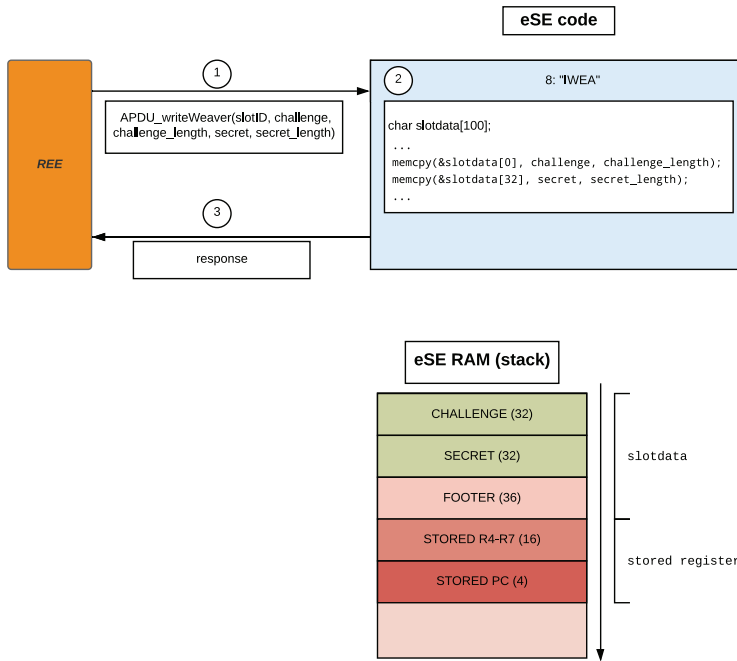 eSE code
REE
1
APDU_writeWeaver(slotID, challenge,
challenge_length, secret, secret_length)
2
8: "IWEA"
char slotdata[100];
...
memcpy(&slotdata[0], challenge, challenge_length);
memcpy(&slotdata[32], secret, secret_length);
...
3
response
eSE RAM (stack)
CHALLENGE (32)
SECRET (32)
FOOTER (36)
slotdata
STORED R4-R7 (16)
STORED PC (4)
stored register